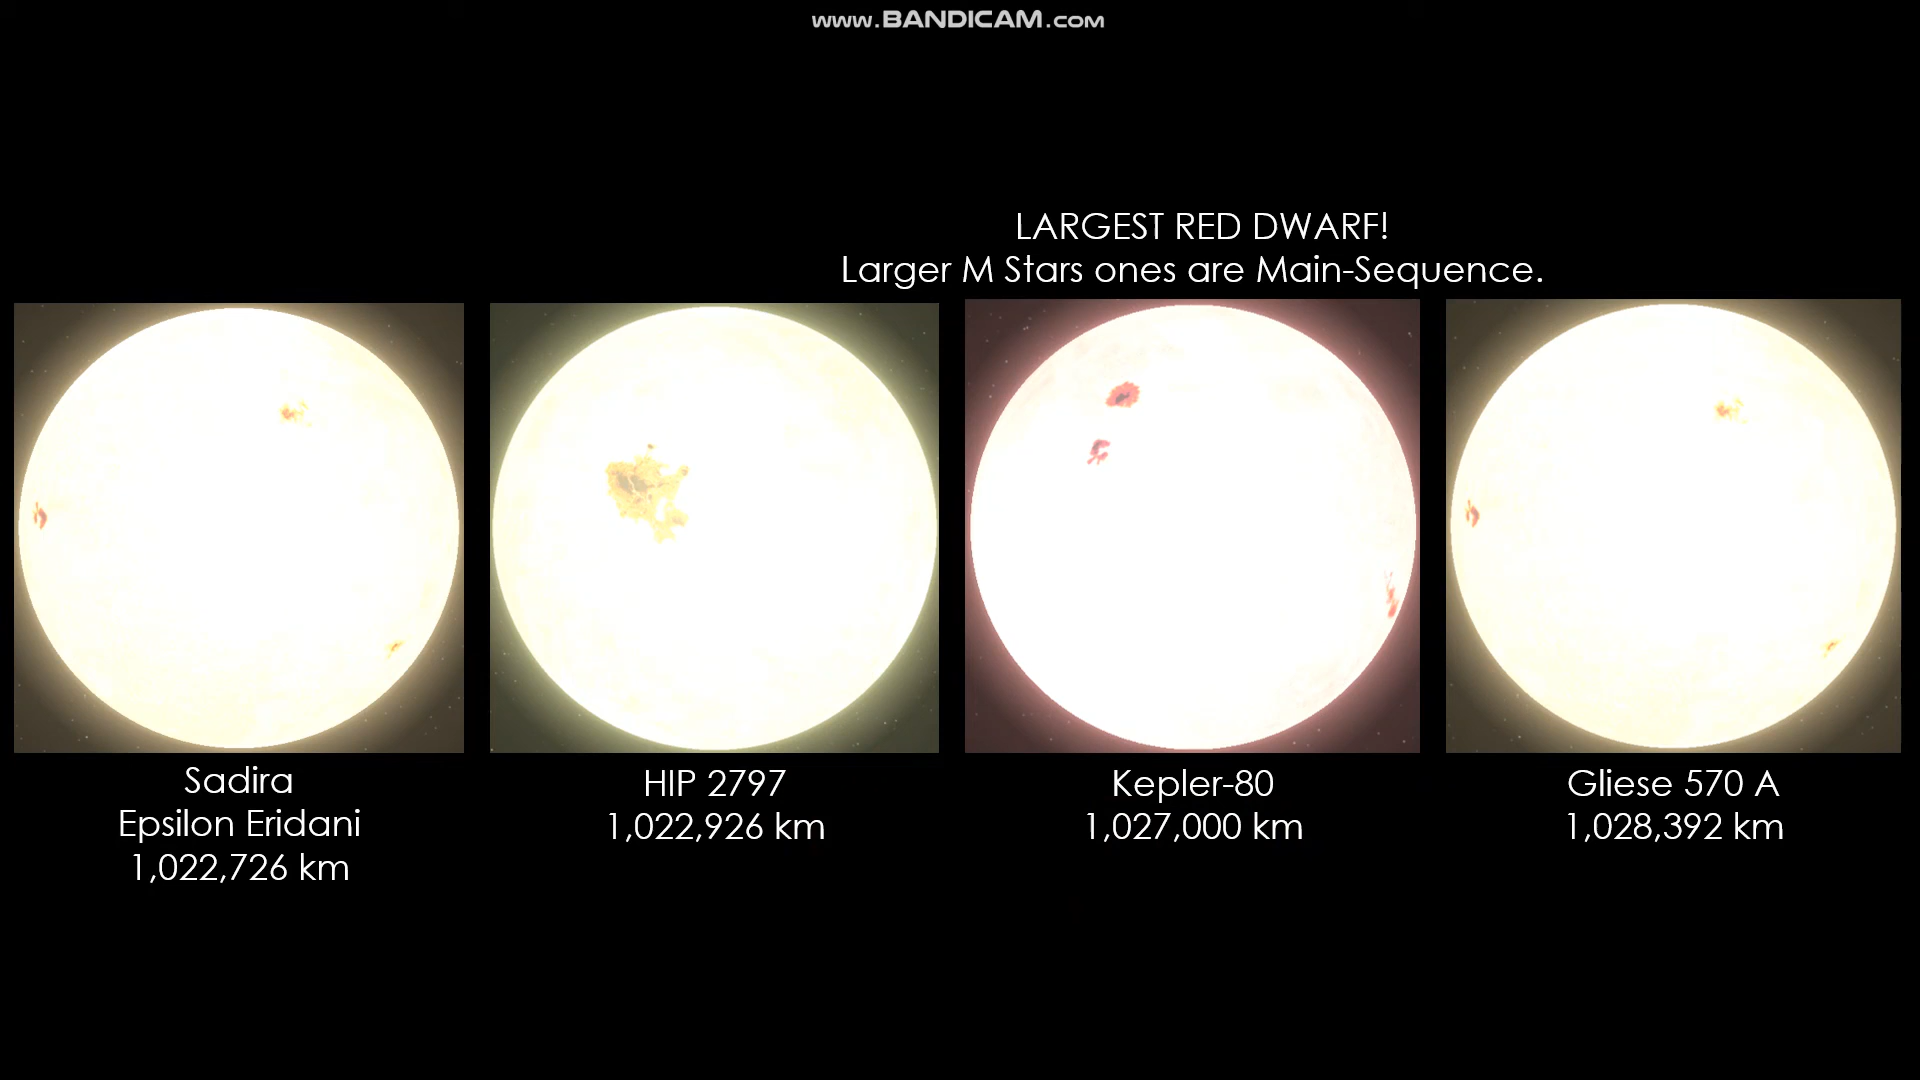 www.BANDICAM.COM
LARGEST RED DWARF!
Larger M Stars ones are Main-Sequence.
Sadira
Epsilon Eridani
1,022,726 km
HIP 2797
1,022,926 km
Kepler-80
1,027,000 km
Gliese 570 A
1,028,392 km